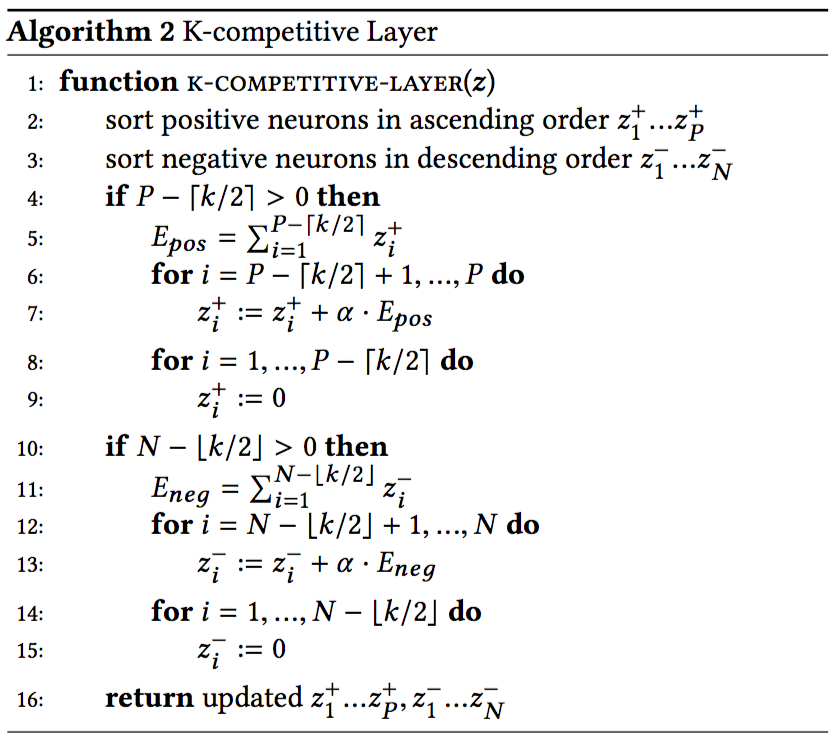 Algorithm 2 K-competitive Layer
1: function K-COMPETITIVE-LAYER(z)
2: sort positive neurons in ascending order z₁⁺...z_P⁺
3: sort negative neurons in descending order z₁⁻...z_N⁻
4: if P − ⌈k/2⌉ > 0 then
5: E_pos = ∑_{i=1}^{P−⌈k/2⌉} z_i⁺
6: for i = P − ⌈k/2⌉ + 1, ..., P do
7: z_i⁺ := z_i⁺ + α · E_pos
8: for i = 1, ..., P − ⌈k/2⌉ do
9: z_i⁺ := 0
10: if N − ⌊k/2⌋ > 0 then
11: E_neg = ∑_{i=1}^{N−⌊k/2⌋} z_i⁻
12: for i = N − ⌊k/2⌋ + 1, ..., N do
13: z_i⁻ := z_i⁻ + α · E_neg
14: for i = 1, ..., N − ⌊k/2⌋ do
15: z_i⁻ := 0
16: return updated z₁⁺...z_P⁺, z₁⁻...z_N⁻